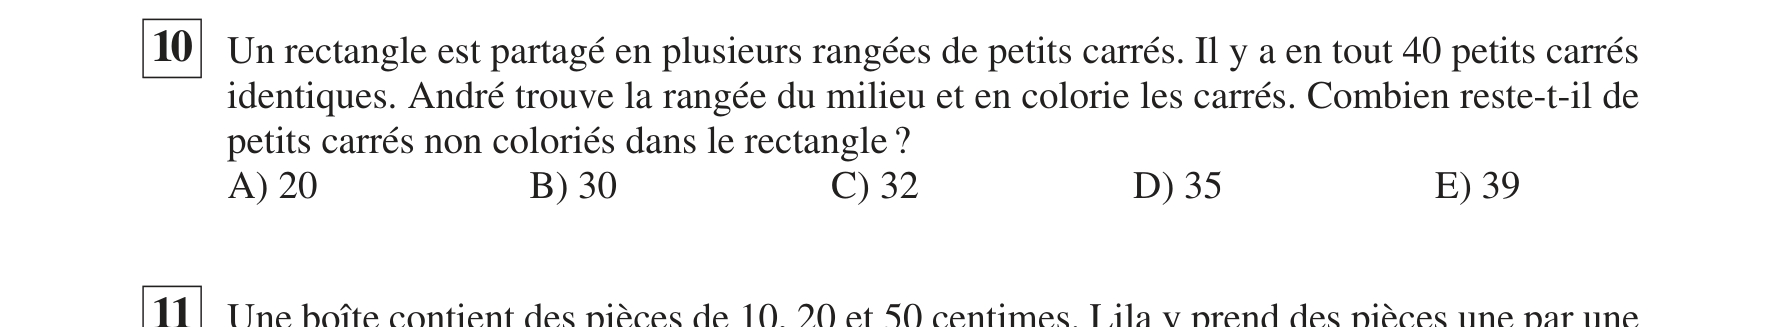 10 Un rectangle est partagé en plusieurs rangées de petits carrés. Il y a en tout 40 petits carrés
identiques. André trouve la rangée du milieu et en colorie les carrés. Combien reste-t-il de
petits carrés non coloriés dans le rectangle ?
A) 20 B) 30 C) 32 D) 35 E) 39
11 Une boîte contient des pièces de 10, 20 et 50 centimes. Lila y prend des pièces une par une